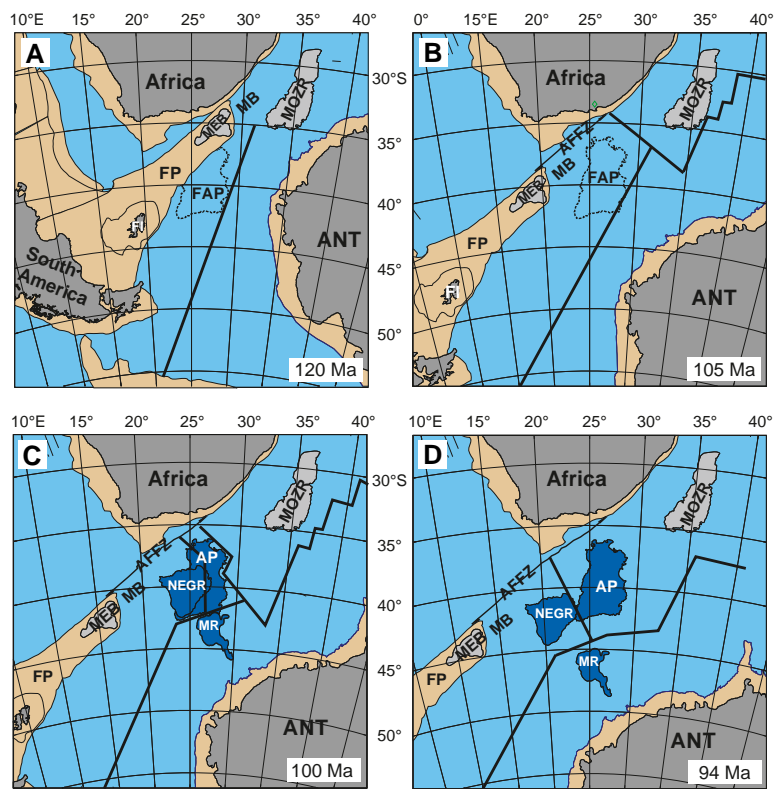 10°E 15° 20° 25° 30° 35° 40°
A
Africa
MB
MEB
MOZR
FP
FAP
FI
South
America
ANT
120 Ma
30°S
35°
40°
45°
50°
0° 15° 20° 25° 30° 35° 40°
B
Africa
MOZR
AFFZ
MB
MEB
FAP
FP
FI
ANT
105 Ma
10°E 15° 20° 25° 30° 35° 40°
C
Africa
MOZR
AFFZ
AP
NEGR
MB
MEB
MR
FP
ANT
100 Ma
30°S
35°
40°
45°
50°
10°E 15° 20° 25° 30° 35° 40°
D
Africa
MOZR
AFFZ
AP
NEGR
MB
MEB
MR
FP
ANT
94 Ma